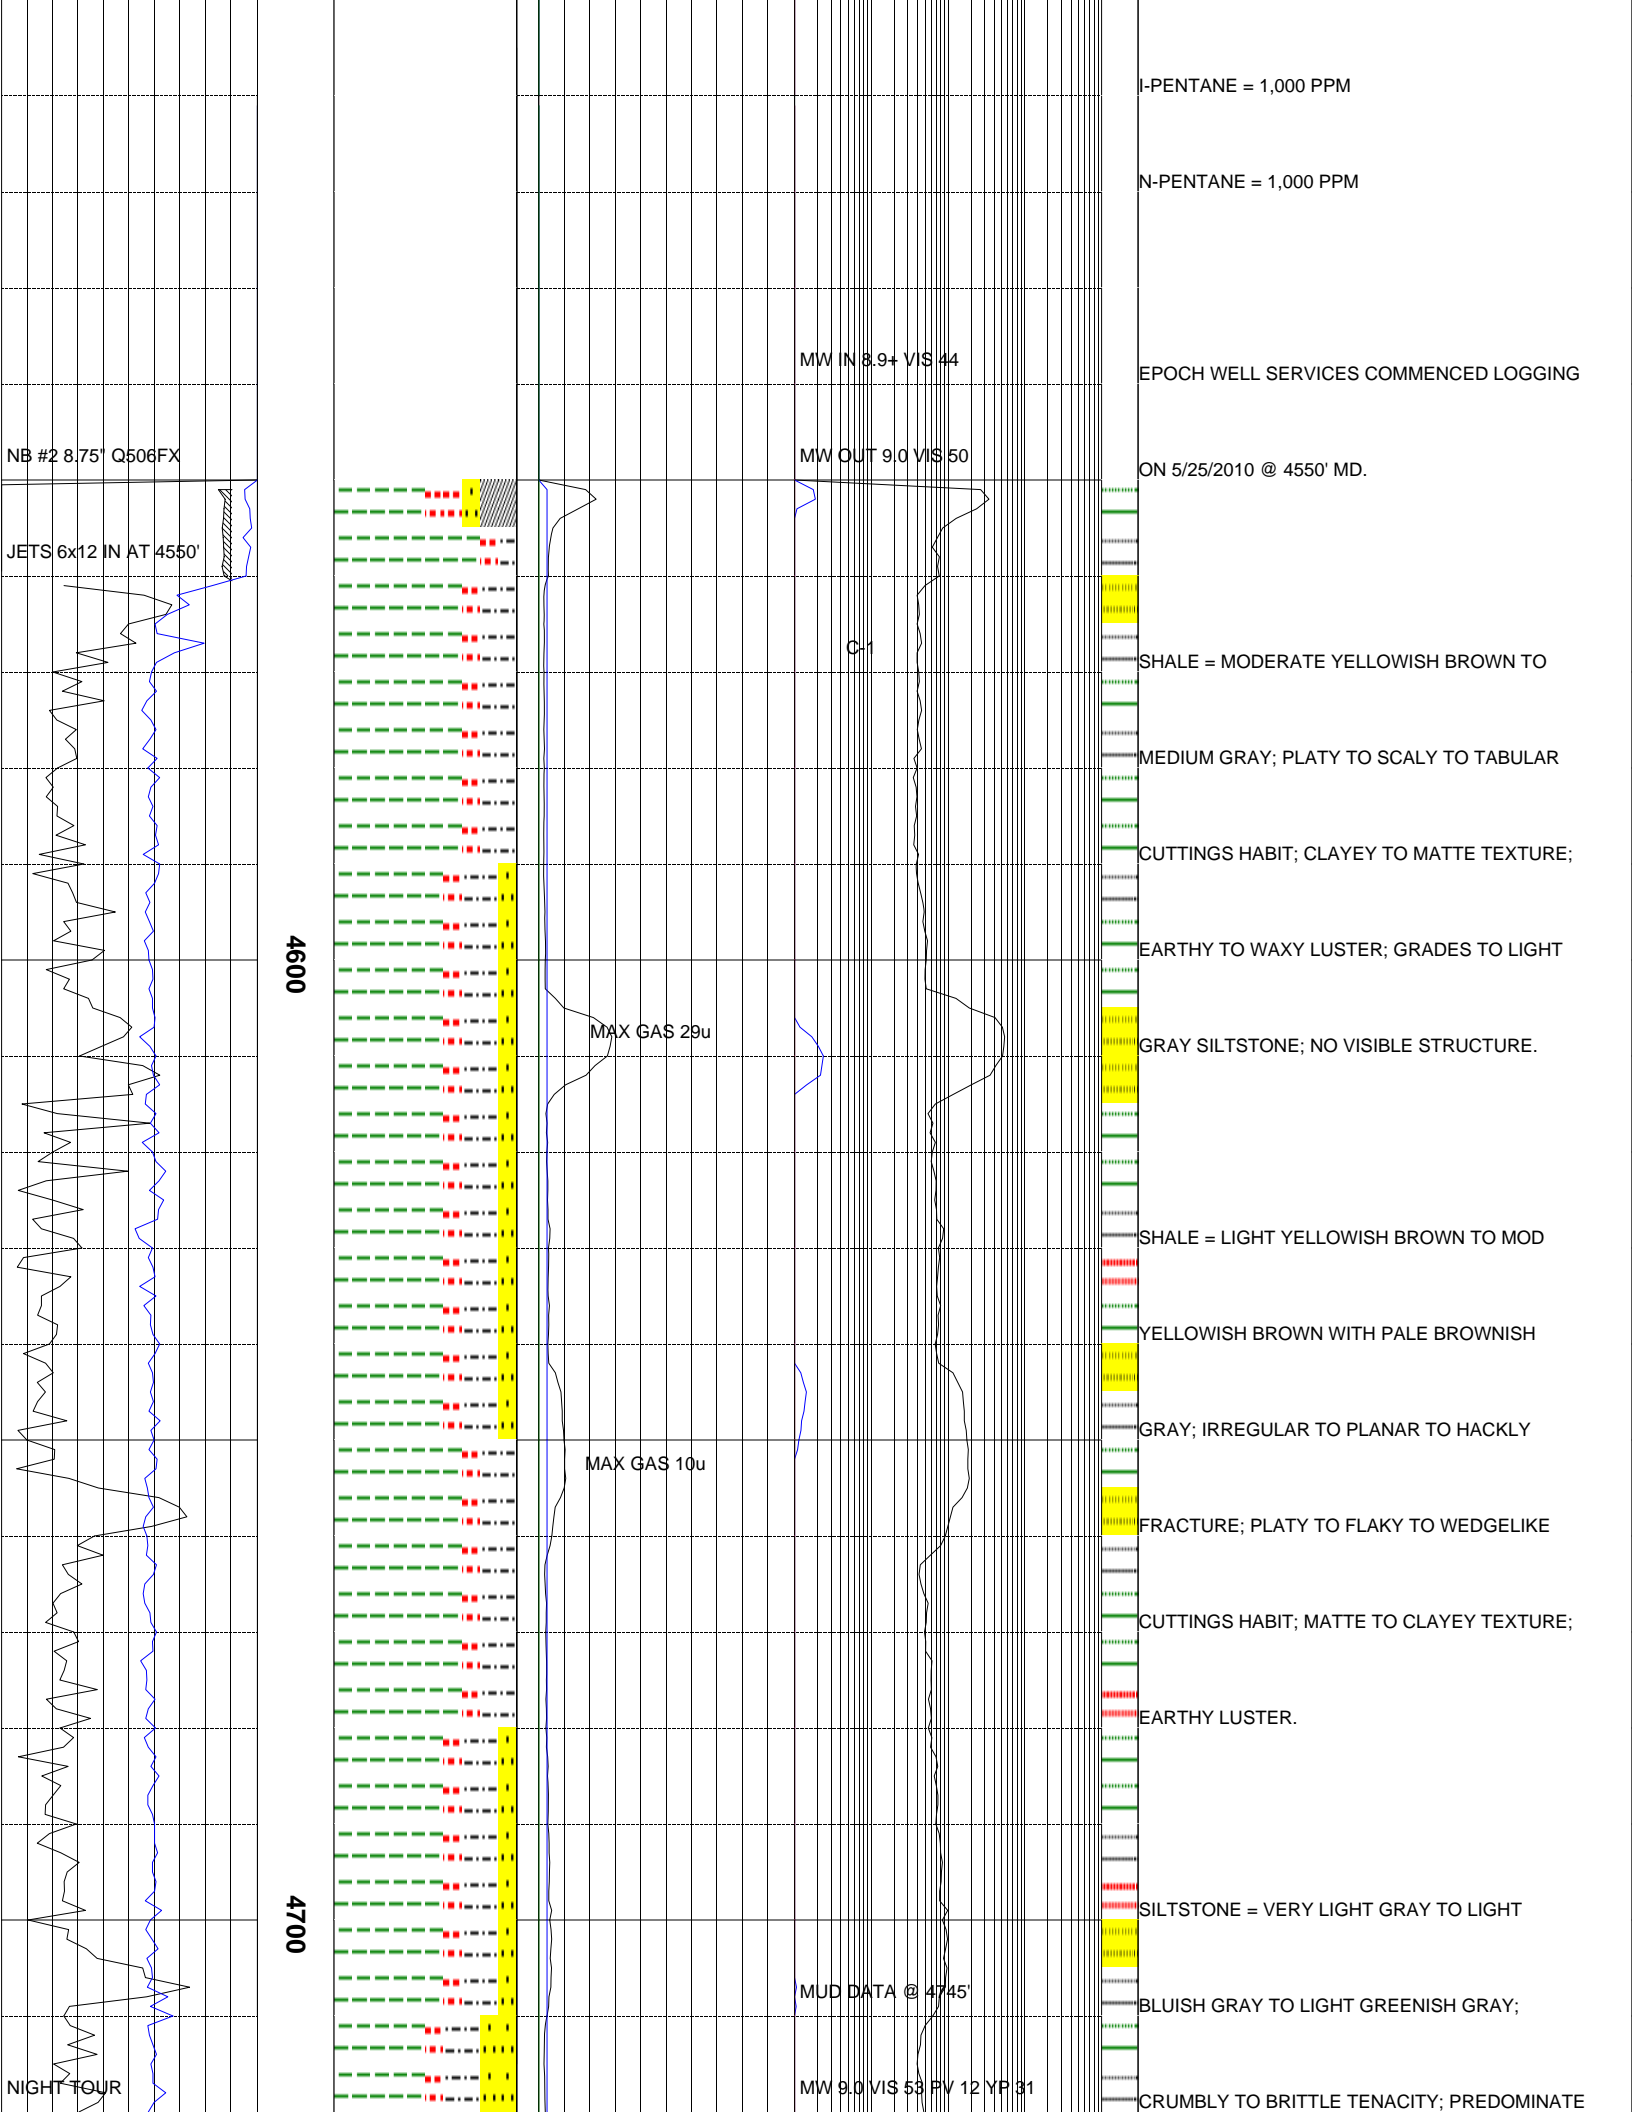 I-PENTANE = 1,000 PPM
N-PENTANE = 1,000 PPM
MW IN 8.9+ VIS 44
EPOCH WELL SERVICES COMMENCED LOGGING
NB #2 8.75" Q506FX
MW OUT 9.0 VIS 50
ON 5/25/2010 @ 4550' MD.
JETS 6x12 IN AT 4550'
C-1
SHALE = MODERATE YELLOWISH BROWN TO
MEDIUM GRAY; PLATY TO SCALY TO TABULAR
CUTTINGS HABIT; CLAYEY TO MATTE TEXTURE;
EARTHY TO WAXY LUSTER; GRADES TO LIGHT
4600
MAX GAS 29u
GRAY SILTSTONE; NO VISIBLE STRUCTURE.
SHALE = LIGHT YELLOWISH BROWN TO MOD
YELLOWISH BROWN WITH PALE BROWNISH
GRAY; IRREGULAR TO PLANAR TO HACKLY
MAX GAS 10u
FRACTURE; PLATY TO FLAKY TO WEDGELIKE
CUTTINGS HABIT; MATTE TO CLAYEY TEXTURE;
EARTHY LUSTER.
SILTSTONE = VERY LIGHT GRAY TO LIGHT
4700
MUD DATA @ 4745'
BLUISH GRAY TO LIGHT GREENISH GRAY;
NIGHT TOUR
MW 9.0 VIS 53 PV 12 YP 31
CRUMBLY TO BRITTLE TENACITY; PREDOMINATE